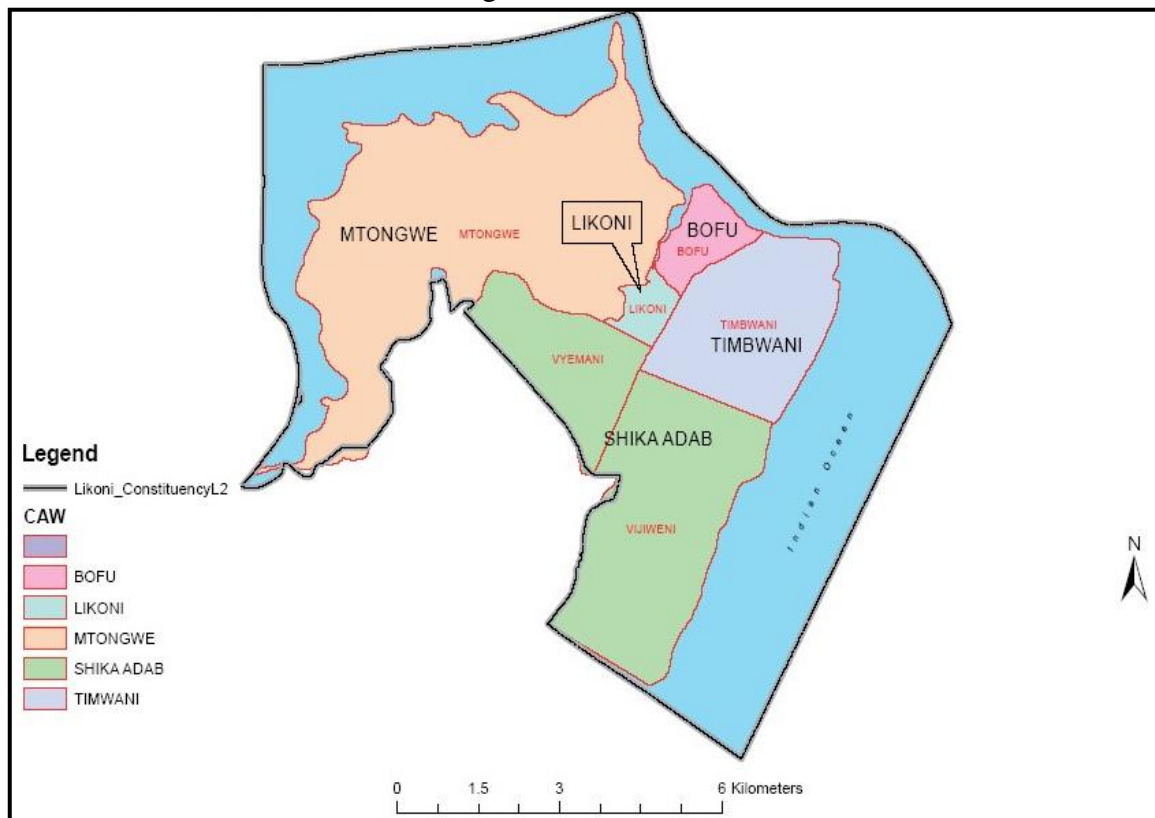 LIKONI
BOFU
MTONGWE
MTONGWE
BOFU
LIKONI
TIMBWANI
TIMBWANI
VYEMANI
SHIKA ADAB
VIJIWENI
Indian Ocean
Legend
Likoni_ConstituencyL2
CAW
BOFU
LIKONI
MTONGWE
SHIKA ADAB
TIMWANI
N
0 1.5 3 6 Kilometers